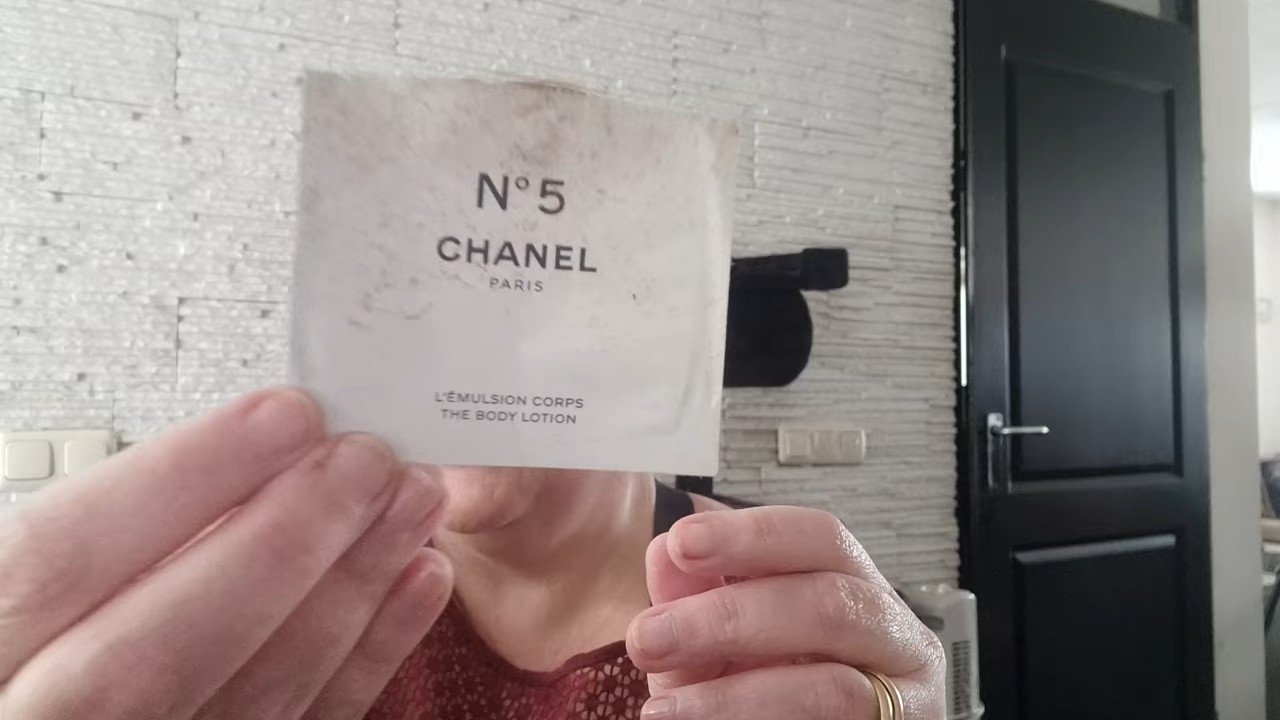 N°5
CHANEL
PARIS
L'ÉMULSION CORPS
THE BODY LOTION